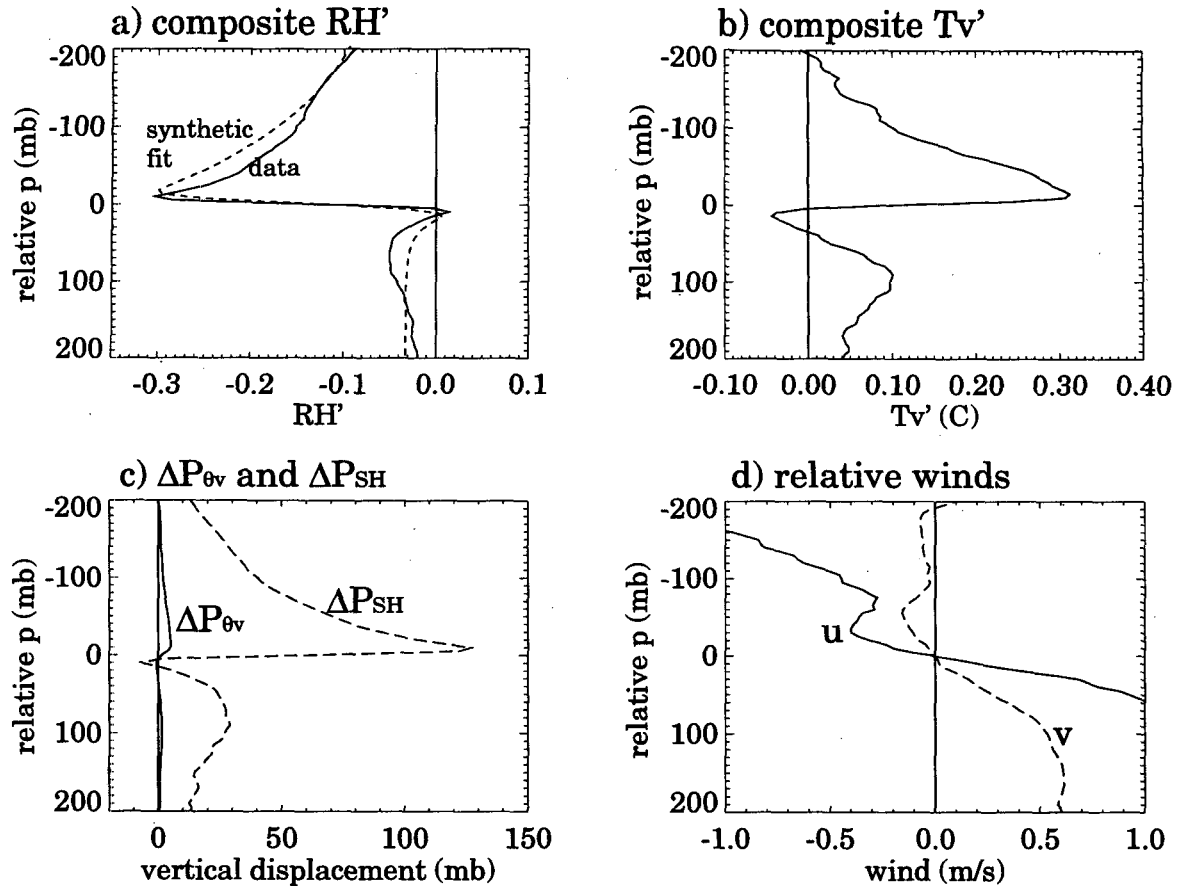 a) composite RH'
-200
-100
0
100
200
relative p (mb)
synthetic
fit
data
-0.3
-0.2
-0.1
0.0
0.1
RH'
b) composite Tv'
-200
-100
0
100
200
relative p (mb)
-0.10
0.00
0.10
0.20
0.30
0.40
Tv' (C)
c) ΔPθv and ΔPSH
-200
-100
0
100
200
relative p (mb)
ΔPθv
ΔPSH
0
50
100
150
vertical displacement (mb)
d) relative winds
-200
-100
0
100
200
relative p (mb)
u
v
-1.0
-0.5
0.0
0.5
1.0
wind (m/s)